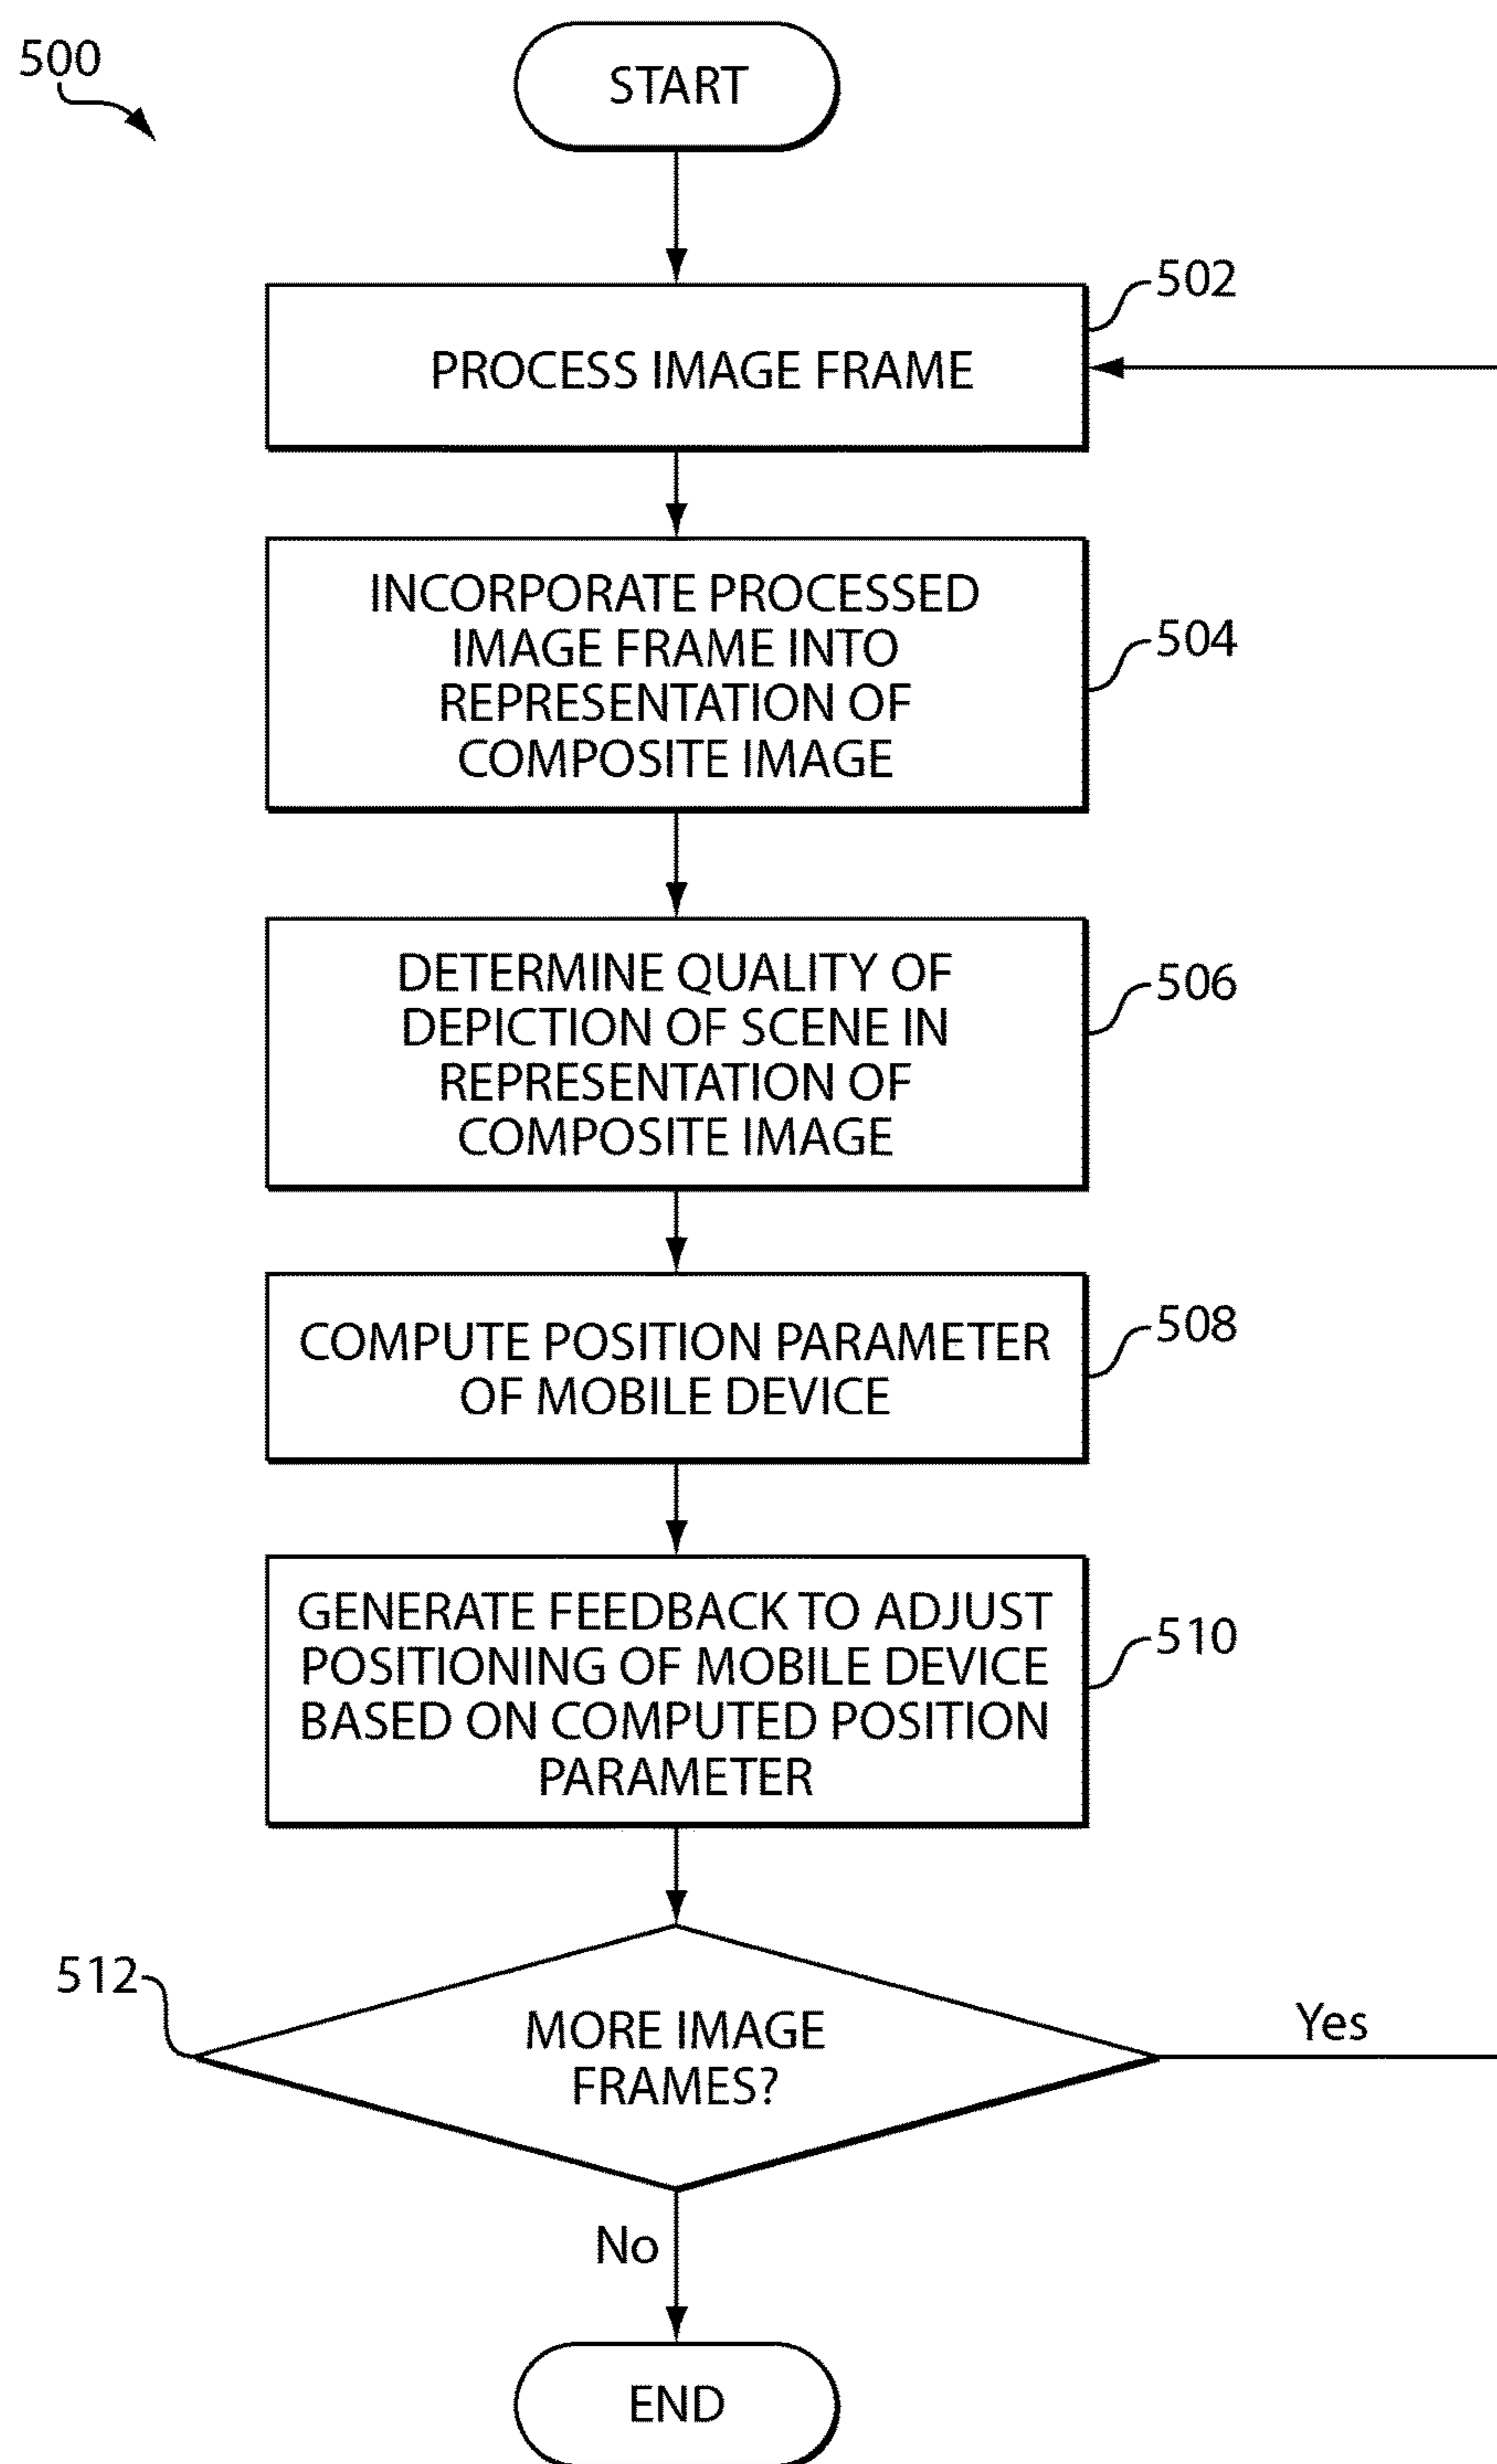 500
START
502
PROCESS IMAGE FRAME
INCORPORATE PROCESSED
IMAGE FRAME INTO
REPRESENTATION OF
COMPOSITE IMAGE
504
DETERMINE QUALITY OF
DEPICTION OF SCENE IN
REPRESENTATION OF
COMPOSITE IMAGE
506
COMPUTE POSITION PARAMETER
OF MOBILE DEVICE
508
GENERATE FEEDBACK TO ADJUST
POSITIONING OF MOBILE DEVICE
BASED ON COMPUTED POSITION
PARAMETER
510
512
MORE IMAGE
FRAMES?
Yes
No
END